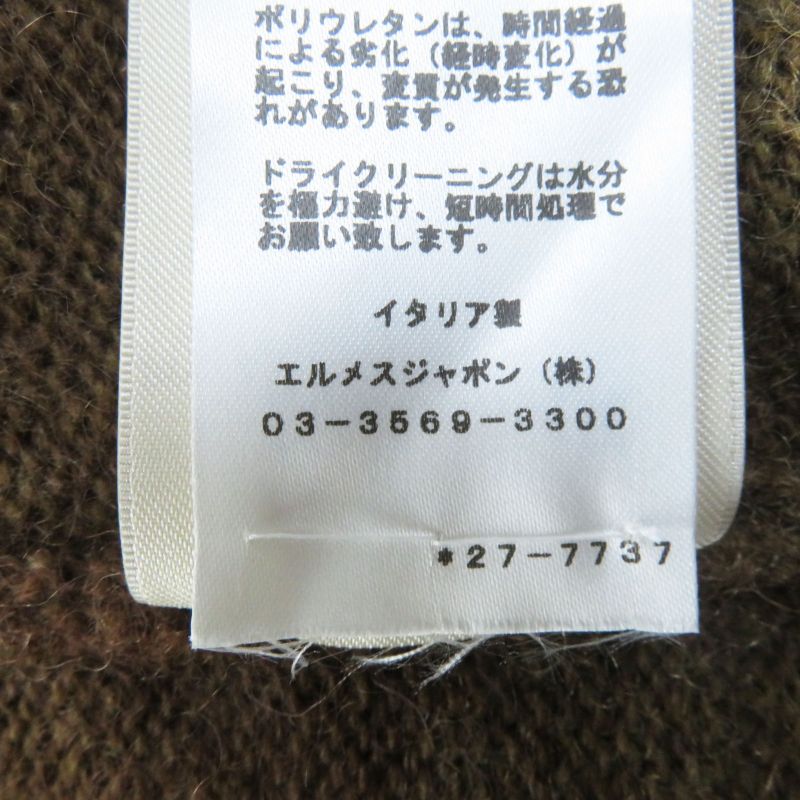 ポリウレタンは、時間経過
による劣化（経時変化）が
起こり、変質が発生する恐
れがあります。
ドライクリーニングは水分
を極力避け、短時間処理で
お願い致します。
イタリア製
エルメスジャポン（株）
03-3569-3300
*27-7737